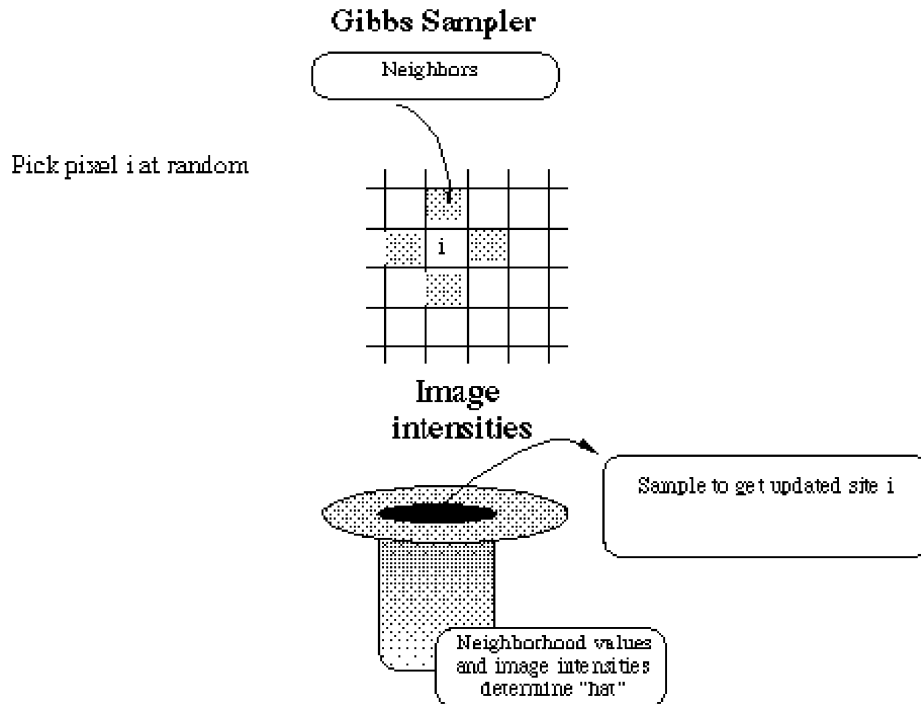 Gibbs Sampler
Neighbors
Pick pixel i at random
i
Image
intensities
Sample to get updated site i
Neighborhood values
and image intensities
determine "hat"